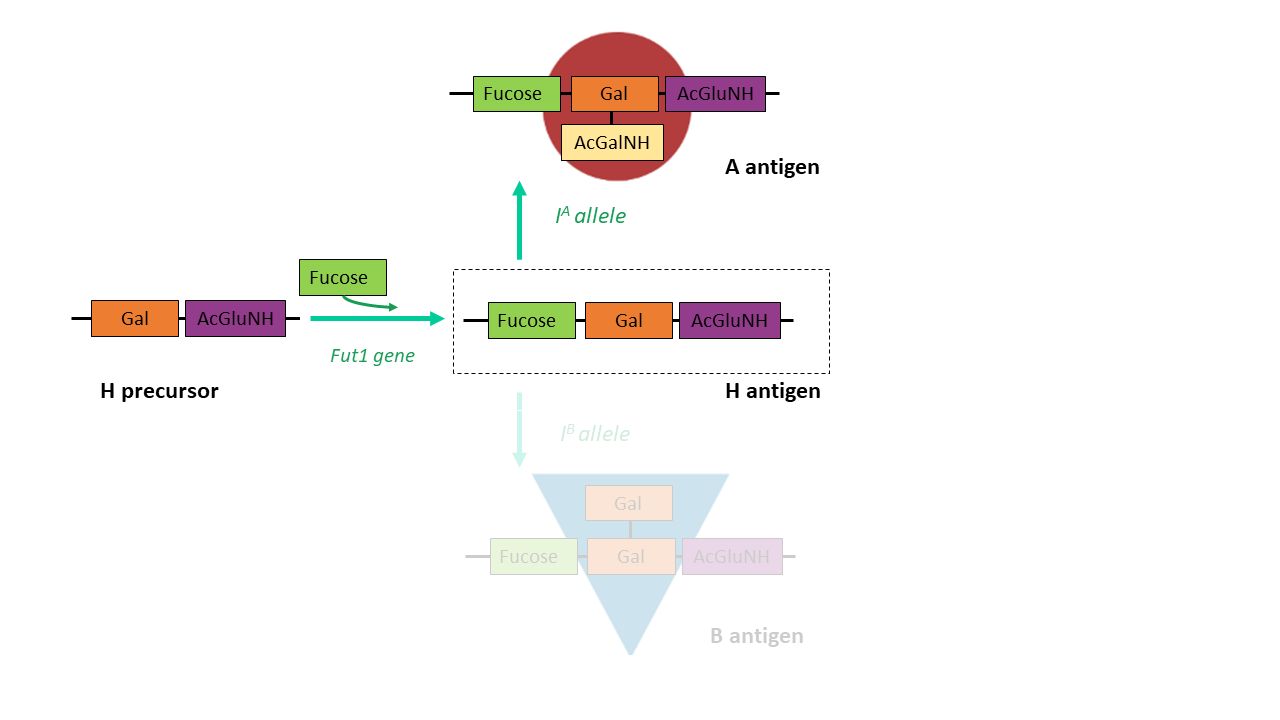 Fucose Gal AcGluNH
AcGalNH
A antigen
I^A allele
Fucose
Gal AcGluNH
Fucose Gal AcGluNH
Fut1 gene
H precursor
H antigen
I^B allele
Gal
Fucose Gal AcGluNH
B antigen